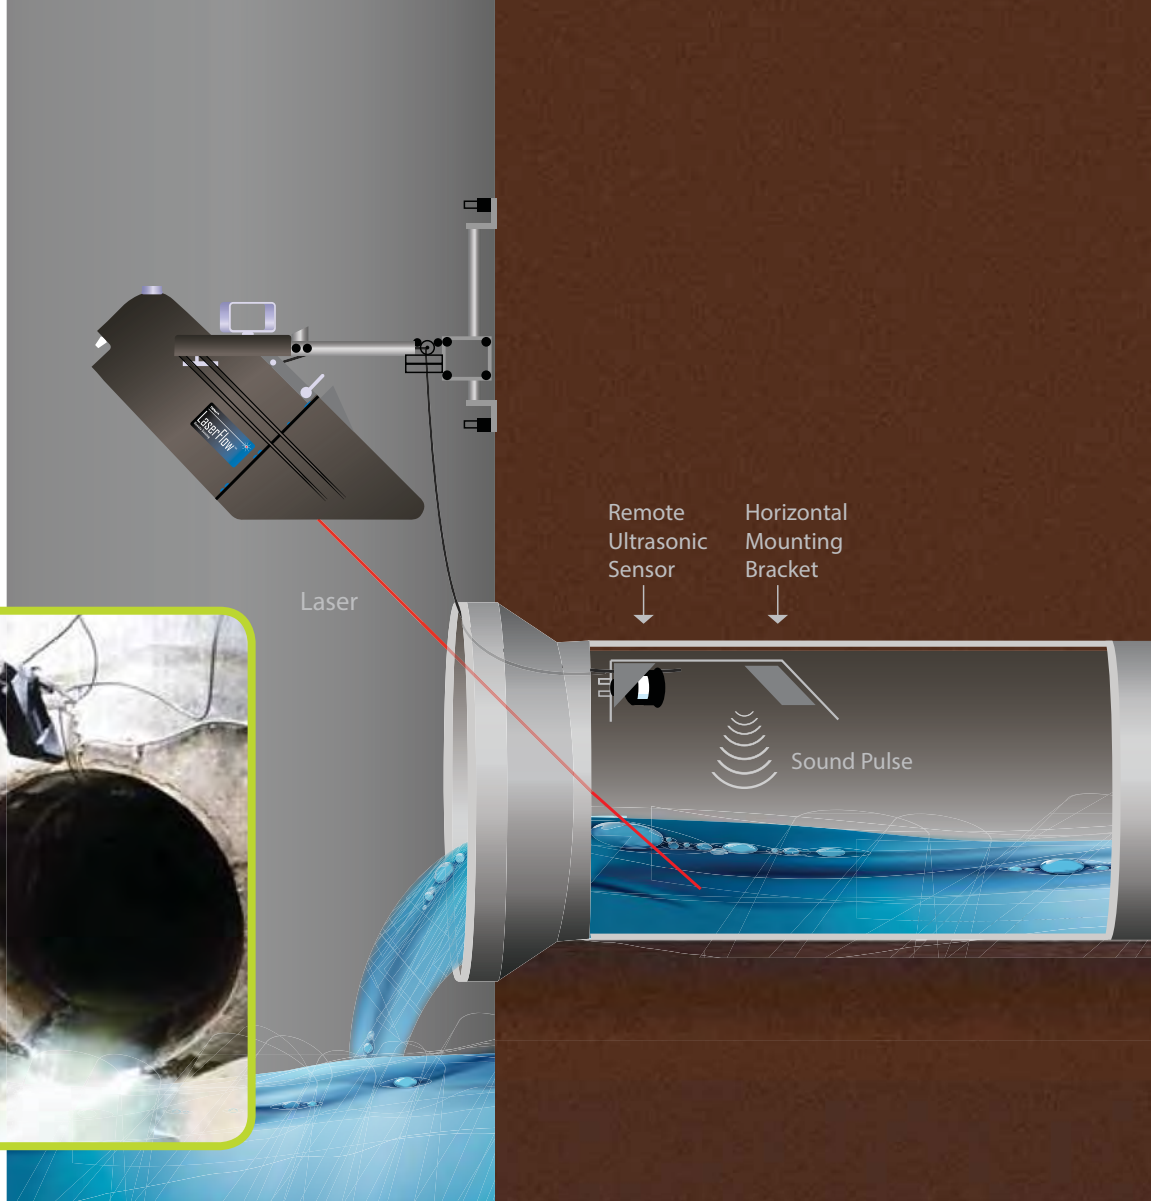 LaserFlow
Remote
Ultrasonic
Sensor
Horizontal
Mounting
Bracket
Laser
Sound Pulse